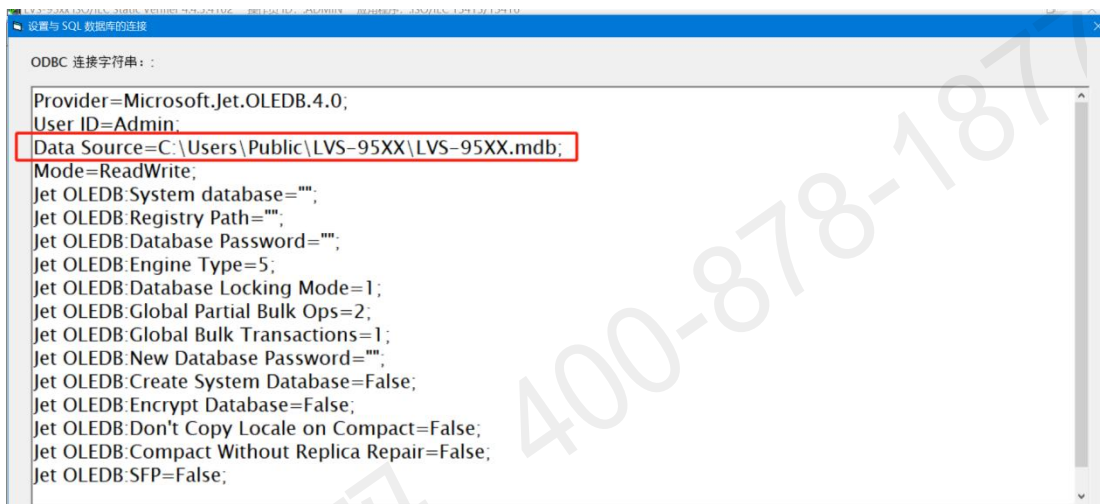 设置与 SQL 数据库的连接
ODBC 连接字符串: :
Provider=Microsoft.Jet.OLEDB.4.0;
User ID=Admin;
Data Source=C:\Users\Public\LVS-95XX\LVS-95XX.mdb;
Mode=ReadWrite;
Jet OLEDB:System database="";
Jet OLEDB:Registry Path="";
Jet OLEDB:Database Password="";
Jet OLEDB:Engine Type=5;
Jet OLEDB:Database Locking Mode=1;
Jet OLEDB:Global Partial Bulk Ops=2;
Jet OLEDB:Global Bulk Transactions=1;
Jet OLEDB:New Database Password="";
Jet OLEDB:Create System Database=False;
Jet OLEDB:Encrypt Database=False;
Jet OLEDB:Don't Copy Locale on Compact=False;
Jet OLEDB:Compact Without Replica Repair=False;
Jet OLEDB:SFP=False;
400-878-1877